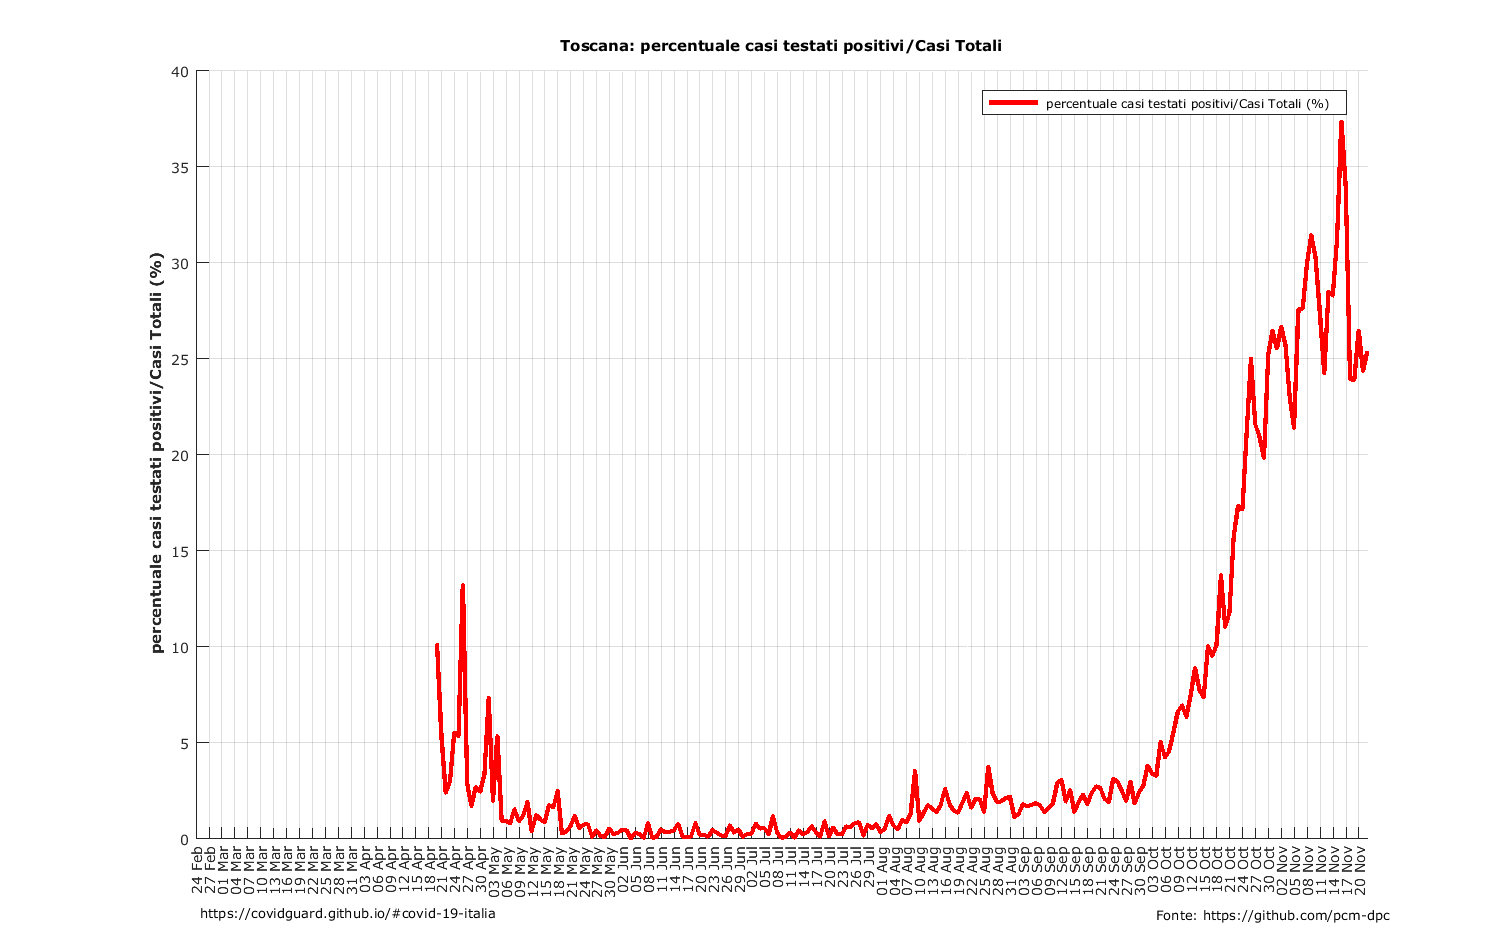 Toscana: percentuale casi testati positivi/Casi Totali
percentuale casi testati positivi/Casi Totali (%)
percentuale casi testati positivi/Casi Totali (%)
40
35
30
25
20
15
10
5
0
24 Feb
27 Feb
01 Mar
04 Mar
07 Mar
10 Mar
13 Mar
16 Mar
19 Mar
22 Mar
25 Mar
28 Mar
31 Mar
03 Apr
06 Apr
09 Apr
12 Apr
15 Apr
18 Apr
21 Apr
24 Apr
27 Apr
30 Apr
03 May
06 May
09 May
12 May
15 May
18 May
21 May
24 May
27 May
30 May
02 Jun
05 Jun
08 Jun
11 Jun
14 Jun
17 Jun
20 Jun
23 Jun
26 Jun
29 Jun
02 Jul
05 Jul
08 Jul
11 Jul
14 Jul
17 Jul
20 Jul
23 Jul
26 Jul
29 Jul
01 Aug
04 Aug
07 Aug
10 Aug
13 Aug
16 Aug
19 Aug
22 Aug
25 Aug
28 Aug
31 Aug
03 Sep
06 Sep
09 Sep
12 Sep
15 Sep
18 Sep
21 Sep
24 Sep
27 Sep
30 Sep
03 Oct
06 Oct
09 Oct
12 Oct
15 Oct
18 Oct
21 Oct
24 Oct
27 Oct
30 Oct
02 Nov
05 Nov
08 Nov
11 Nov
14 Nov
17 Nov
20 Nov
https://covidguard.github.io/#covid-19-italia
Fonte: https://github.com/pcm-dpc